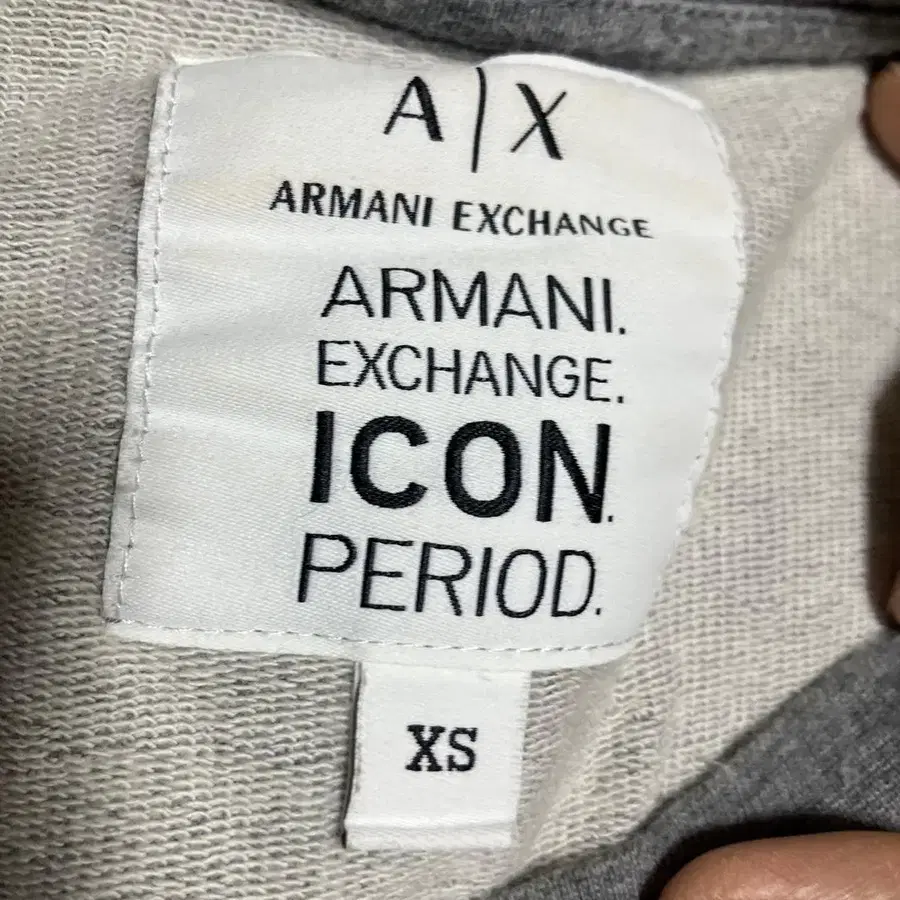 A|X
ARMANI EXCHANGE
ARMANI.
EXCHANGE.
ICON.
PERIOD.
XS